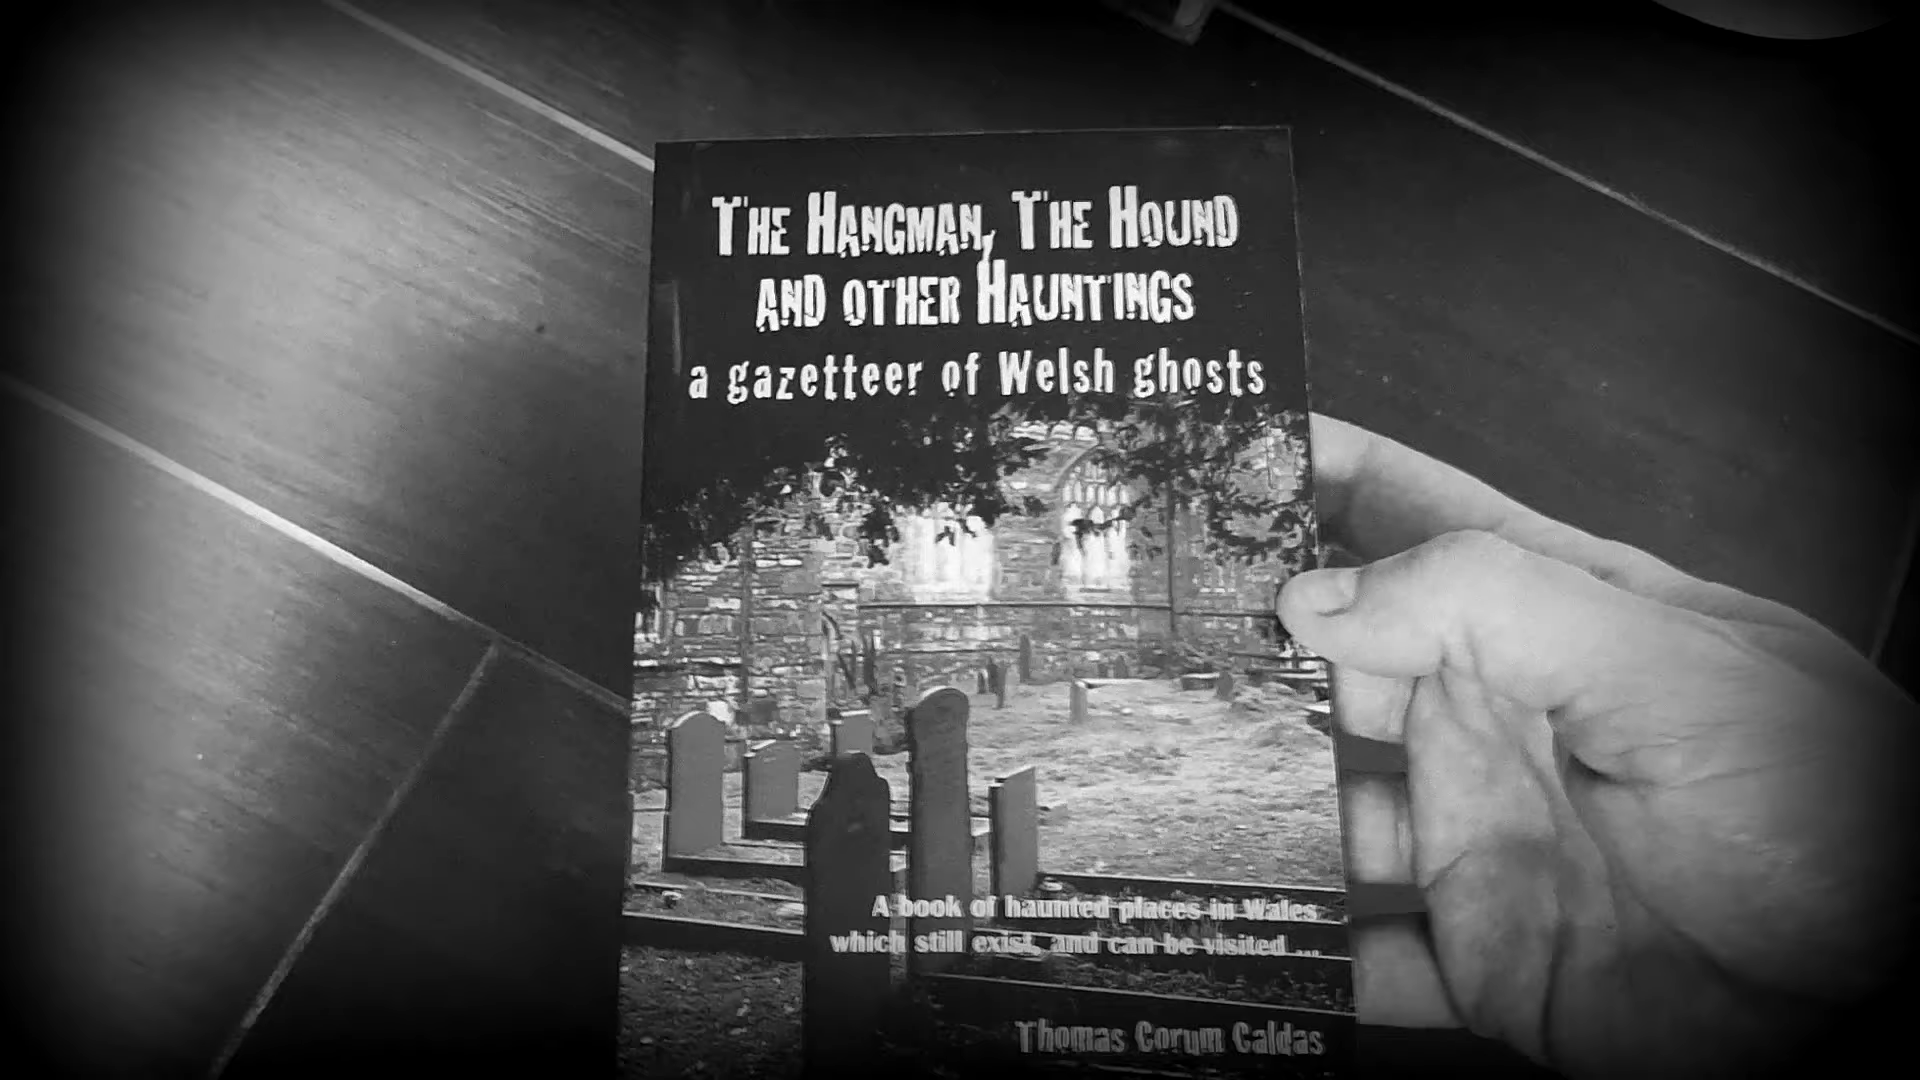 THE HANGMAN, THE HOUND
AND OTHER HAUNTINGS
a gazetteer of Welsh ghosts
A book of haunted places in Wales
which still exist, and can be visited ...
Thomas Corum Caldas